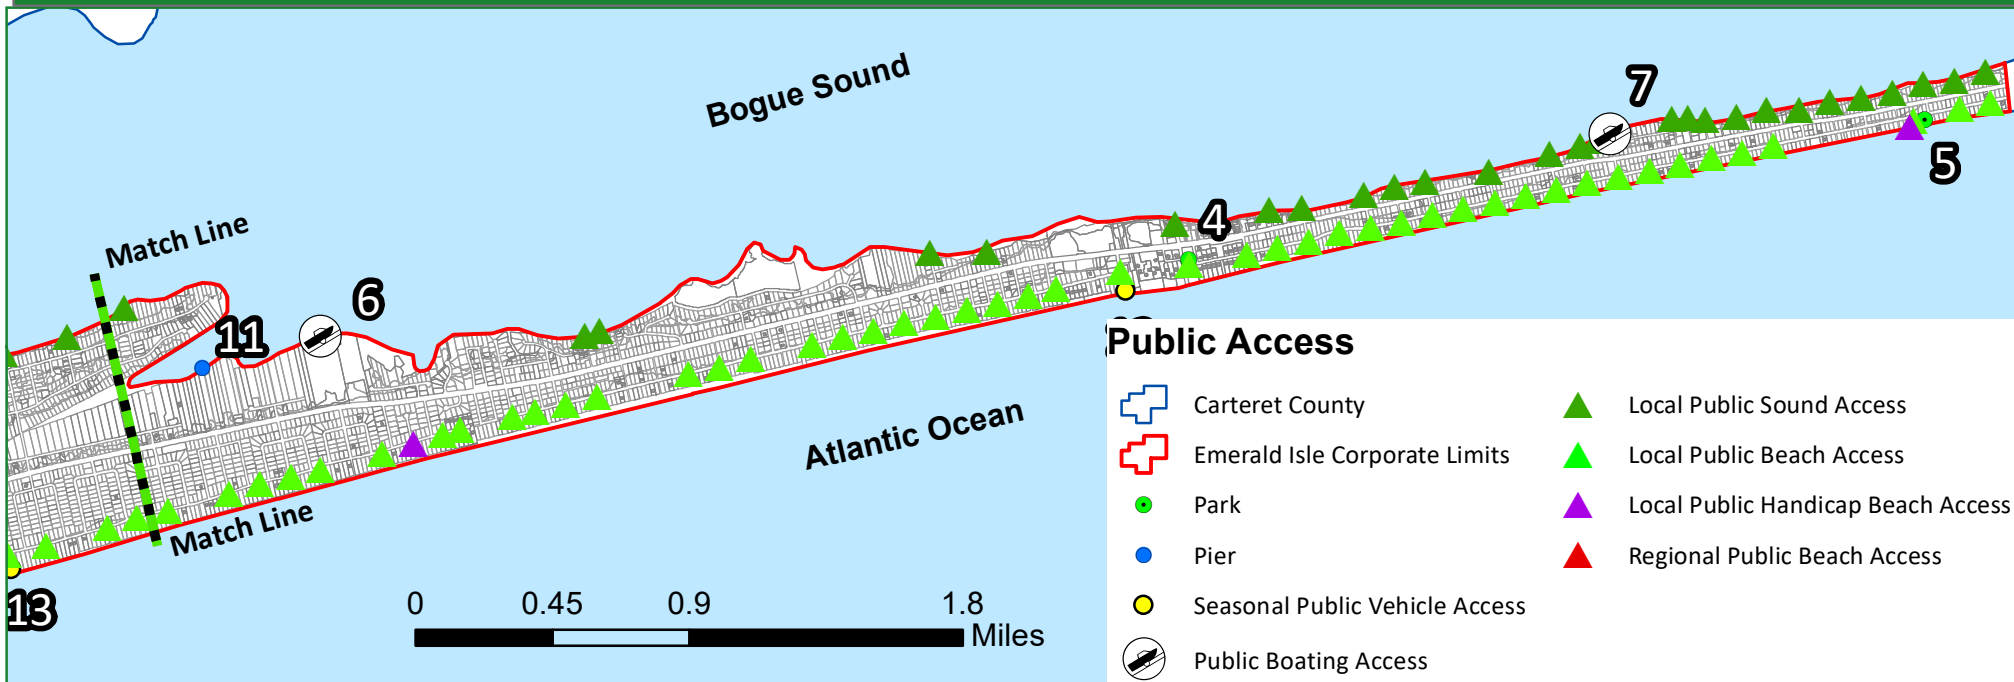 Bogue Sound
7
5
4
Match Line
11
6
Atlantic Ocean
Match Line
13
0 0.45 0.9 1.8
Miles
Public Access
Carteret County
Emerald Isle Corporate Limits
Park
Pier
Seasonal Public Vehicle Access
Public Boating Access
Local Public Sound Access
Local Public Beach Access
Local Public Handicap Beach Access
Regional Public Beach Access